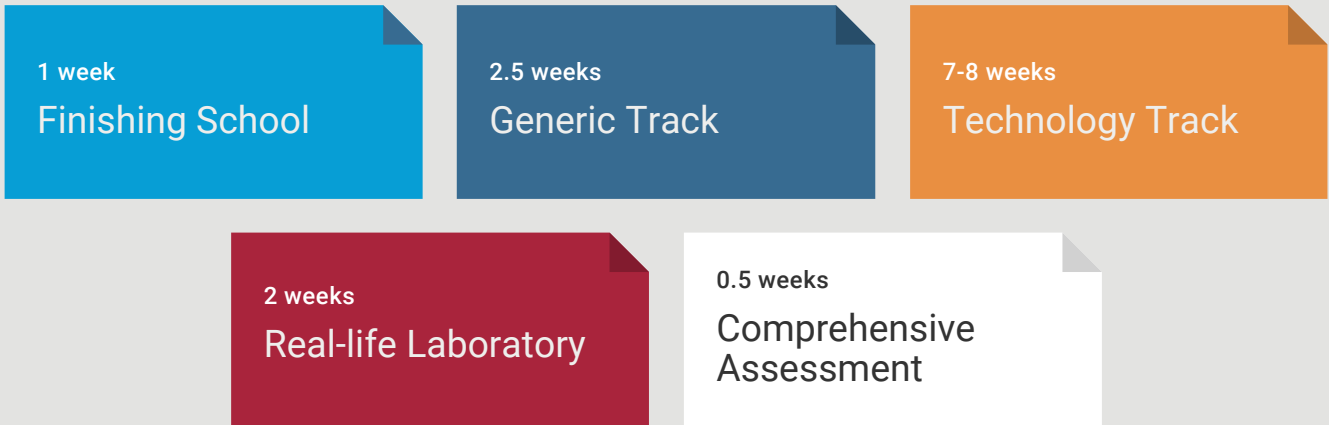 1 week
Finishing School
2.5 weeks
Generic Track
7-8 weeks
Technology Track
2 weeks
Real-life Laboratory
0.5 weeks
Comprehensive
Assessment